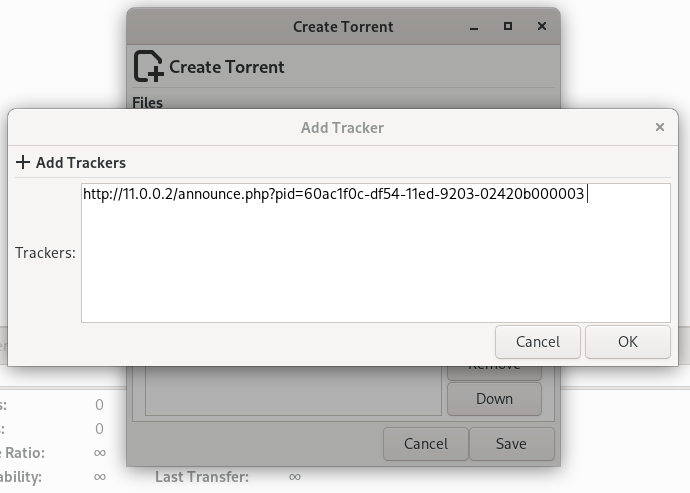 Create Torrent
Create Torrent
Files
Add Tracker
Add Trackers
Trackers:
http://11.0.0.2/announce.php?pid=60ac1f0c-df54-11ed-9203-02420b000003
Cancel
OK
Remove
Down
Cancel
Save
s: 0
s: 0
e Ratio: ∞
ability: ∞
Last Transfer: ∞